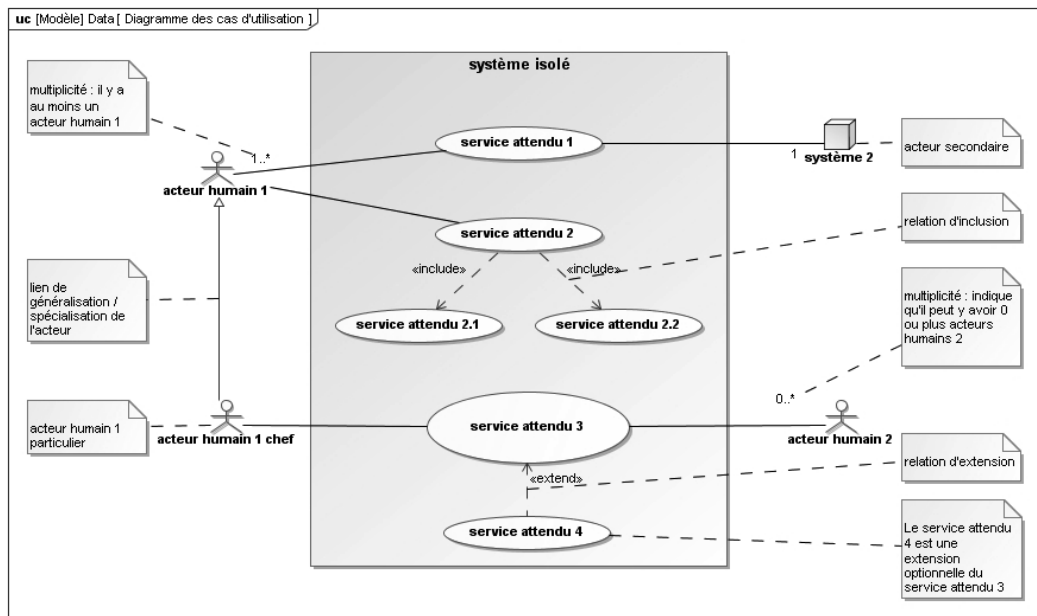 uc [Modèle] Data [ Diagramme des cas d'utilisation ]
système isolé
multiplicité : il y a
au moins un
acteur humain 1
1..*
acteur humain 1
service attendu 1
1
système 2
acteur secondaire
service attendu 2
relation d'inclusion
«include»
«include»
lien de
généralisation /
spécialisation de
l'acteur
service attendu 2.1
service attendu 2.2
multiplicité : indique
qu'il peut y avoir 0
ou plus acteurs
humains 2
0..*
acteur humain 1
particulier
acteur humain 1 chef
service attendu 3
acteur humain 2
relation d'extension
«extend»
service attendu 4
Le service attendu
4 est une
extension
optionnelle du
service attendu 3